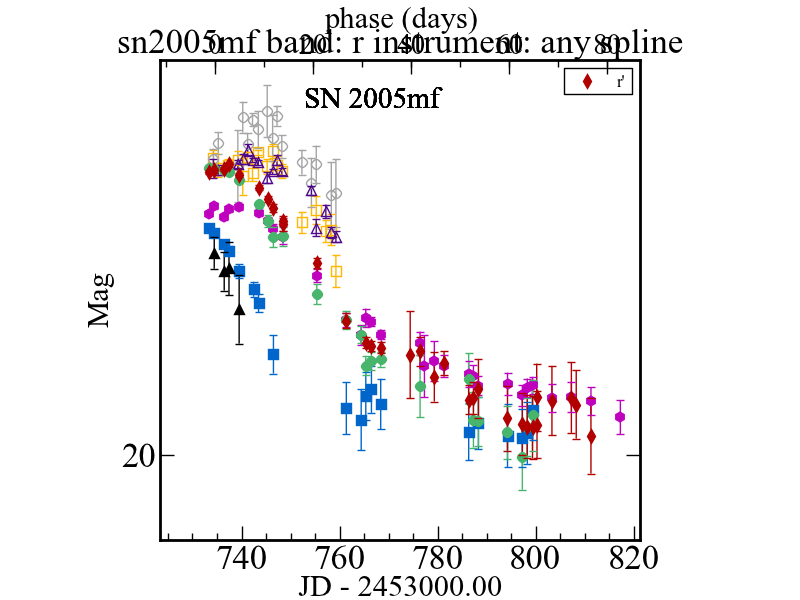 phase (days)
sn2005mf band: r instrument: any spline
0 20 40 60 80
r'
SN 2005mf
Mag
20
740 760 780 800 820
JD - 2453000.00